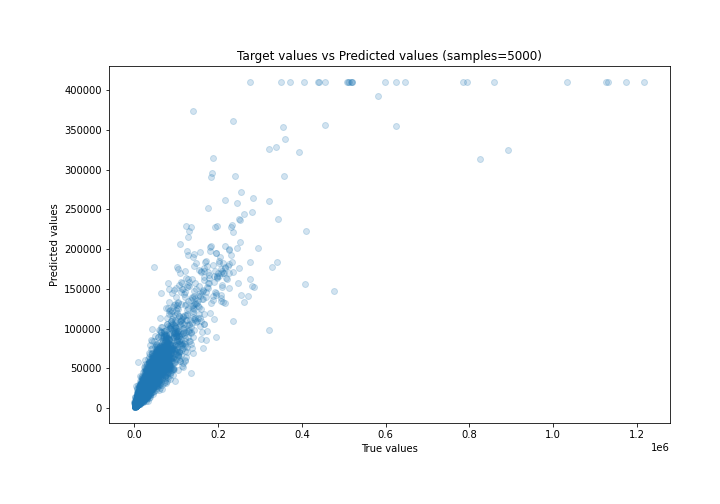 Target values vs Predicted values (samples=5000)
400000
350000
300000
250000
200000
150000
100000
50000
0
Predicted values
0.0 0.2 0.4 0.6 0.8 1.0 1.2
1e6
True values